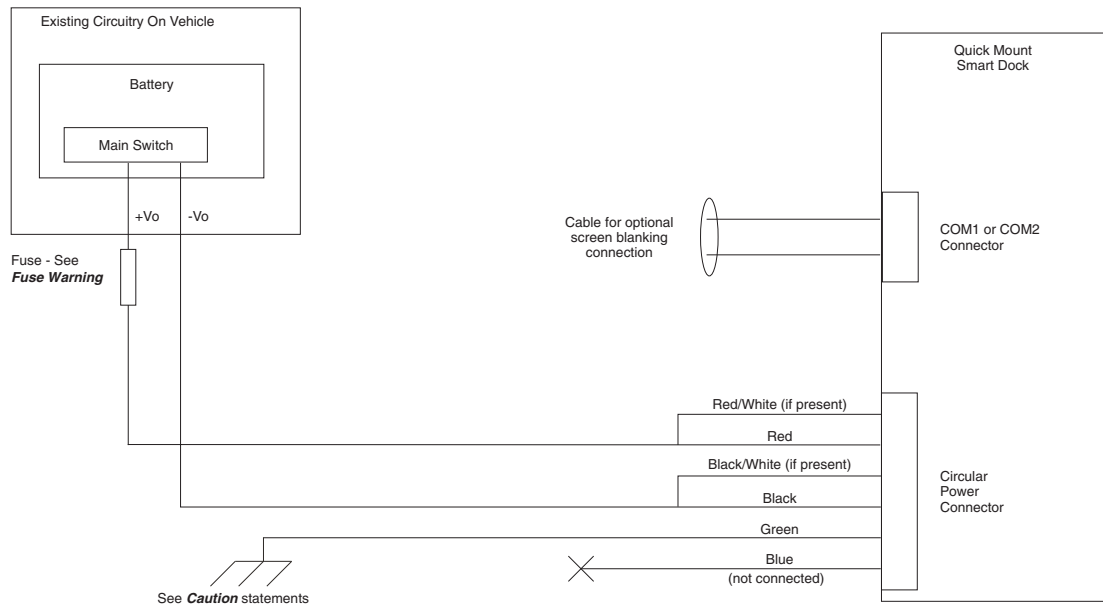 Existing Circuitry On Vehicle
Battery
Main Switch
+Vo
-Vo
Fuse - See
Fuse Warning
Quick Mount
Smart Dock
Cable for optional
screen blanking
connection
COM1 or COM2
Connector
Red/White (if present)
Red
Black/White (if present)
Black
Green
Blue
(not connected)
Circular
Power
Connector
See Caution statements